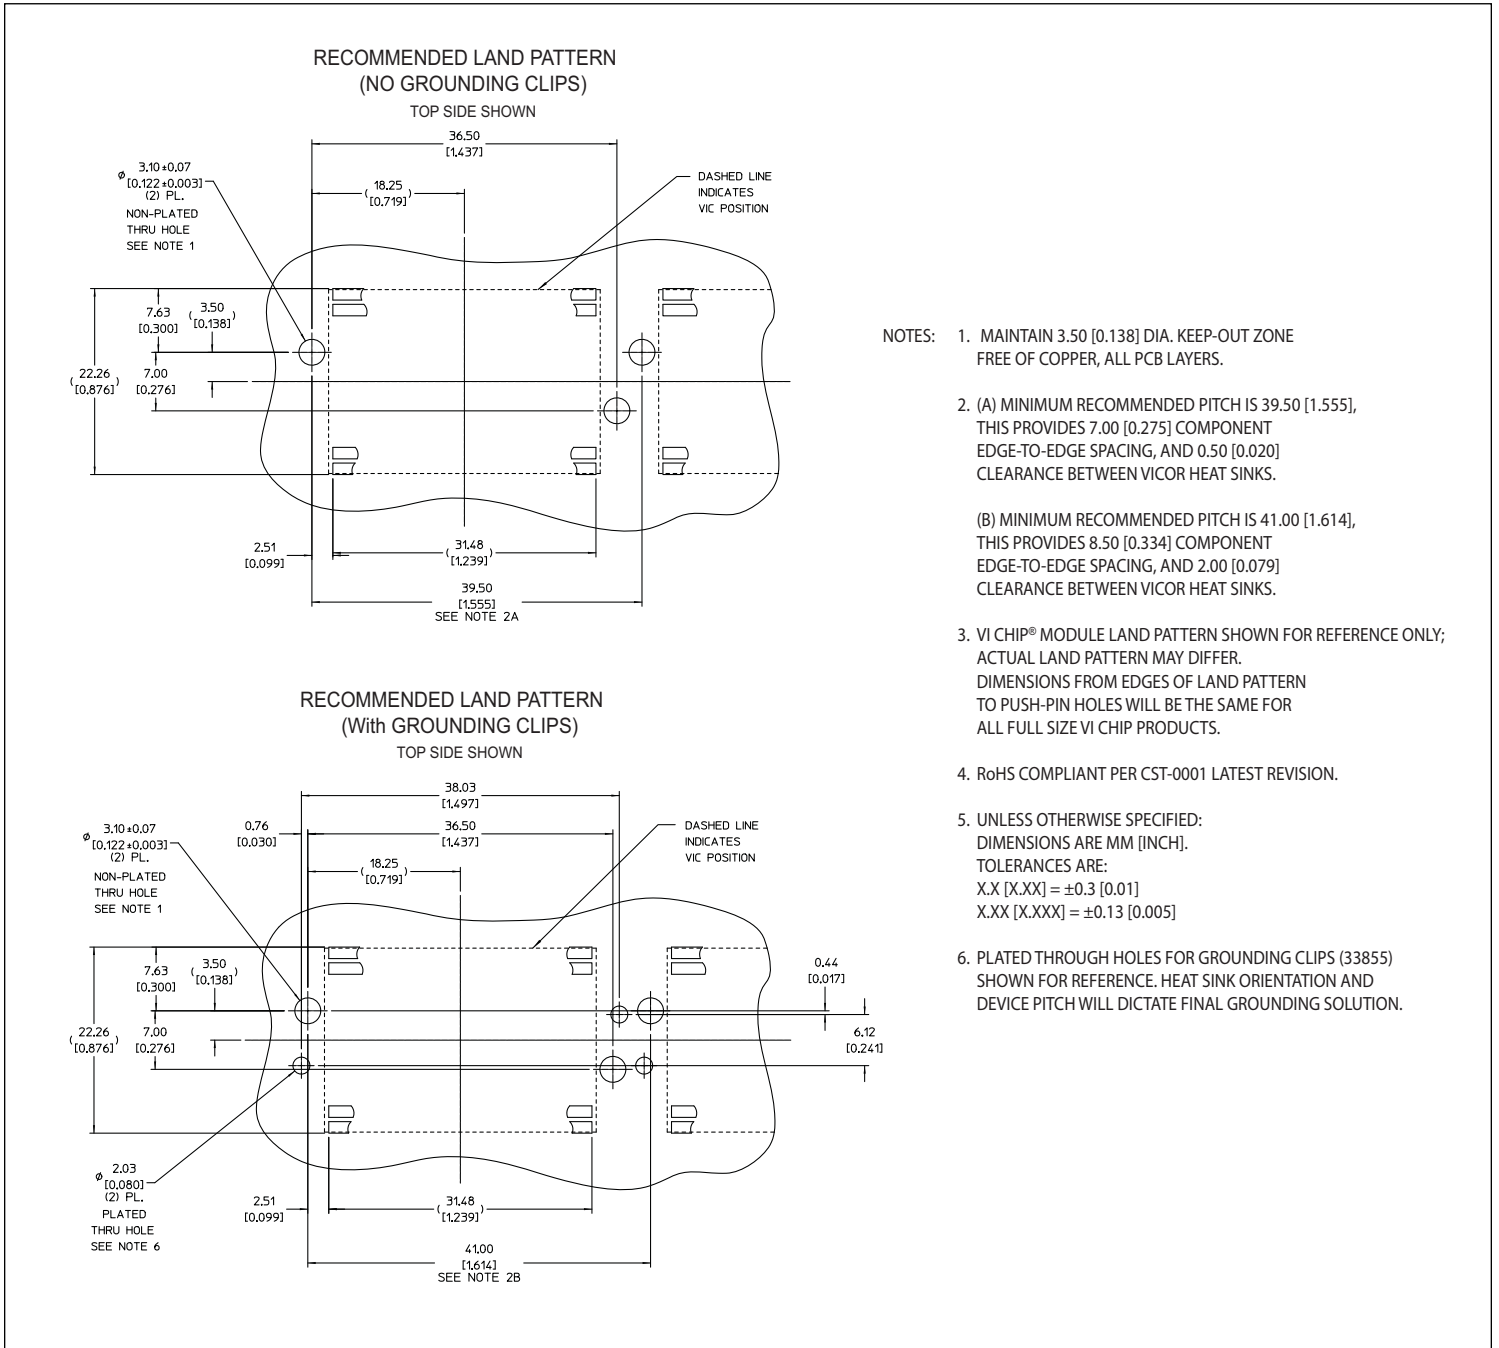 RECOMMENDED LAND PATTERN
(NO GROUNDING CLIPS)
TOP SIDE SHOWN
36.50
[1.437]
ø 3.10±0.07
[0.122±0.003]
(2) PL.
NON-PLATED
THRU HOLE
SEE NOTE 1
(18.25
[0.719])
DASHED LINE
INDICATES
VIC POSITION
7.63
[0.300]
(3.50
[0.138])
(22.26
[0.876])
7.00
[0.276]
2.51
[0.099]
(31.48
[1.239])
39.50
[1.555]
SEE NOTE 2A
RECOMMENDED LAND PATTERN
(With GROUNDING CLIPS)
TOP SIDE SHOWN
38.03
[1.497]
0.76
[0.030]
36.50
[1.437]
ø 3.10±0.07
[0.122±0.003]
(2) PL.
NON-PLATED
THRU HOLE
SEE NOTE 1
(18.25
[0.719])
DASHED LINE
INDICATES
VIC POSITION
7.63
[0.300]
(3.50
[0.138])
0.44
[0.017]
(22.26
[0.876])
7.00
[0.276]
6.12
[0.241]
ø 2.03
[0.080]
(2) PL.
PLATED
THRU HOLE
SEE NOTE 6
2.51
[0.099]
(31.48
[1.239])
41.00
[1.614]
SEE NOTE 2B
NOTES: 1. MAINTAIN 3.50 [0.138] DIA. KEEP-OUT ZONE
FREE OF COPPER, ALL PCB LAYERS.
2. (A) MINIMUM RECOMMENDED PITCH IS 39.50 [1.555],
THIS PROVIDES 7.00 [0.275] COMPONENT
EDGE-TO-EDGE SPACING, AND 0.50 [0.020]
CLEARANCE BETWEEN VICOR HEAT SINKS.
(B) MINIMUM RECOMMENDED PITCH IS 41.00 [1.614],
THIS PROVIDES 8.50 [0.334] COMPONENT
EDGE-TO-EDGE SPACING, AND 2.00 [0.079]
CLEARANCE BETWEEN VICOR HEAT SINKS.
3. VI CHIP® MODULE LAND PATTERN SHOWN FOR REFERENCE ONLY;
ACTUAL LAND PATTERN MAY DIFFER.
DIMENSIONS FROM EDGES OF LAND PATTERN
TO PUSH-PIN HOLES WILL BE THE SAME FOR
ALL FULL SIZE VI CHIP PRODUCTS.
4. RoHS COMPLIANT PER CST-0001 LATEST REVISION.
5. UNLESS OTHERWISE SPECIFIED:
DIMENSIONS ARE MM [INCH].
TOLERANCES ARE:
X.X [X.XX] = ±0.3 [0.01]
X.XX [X.XXX] = ±0.13 [0.005]
6. PLATED THROUGH HOLES FOR GROUNDING CLIPS (33855)
SHOWN FOR REFERENCE. HEAT SINK ORIENTATION AND
DEVICE PITCH WILL DICTATE FINAL GROUNDING SOLUTION.